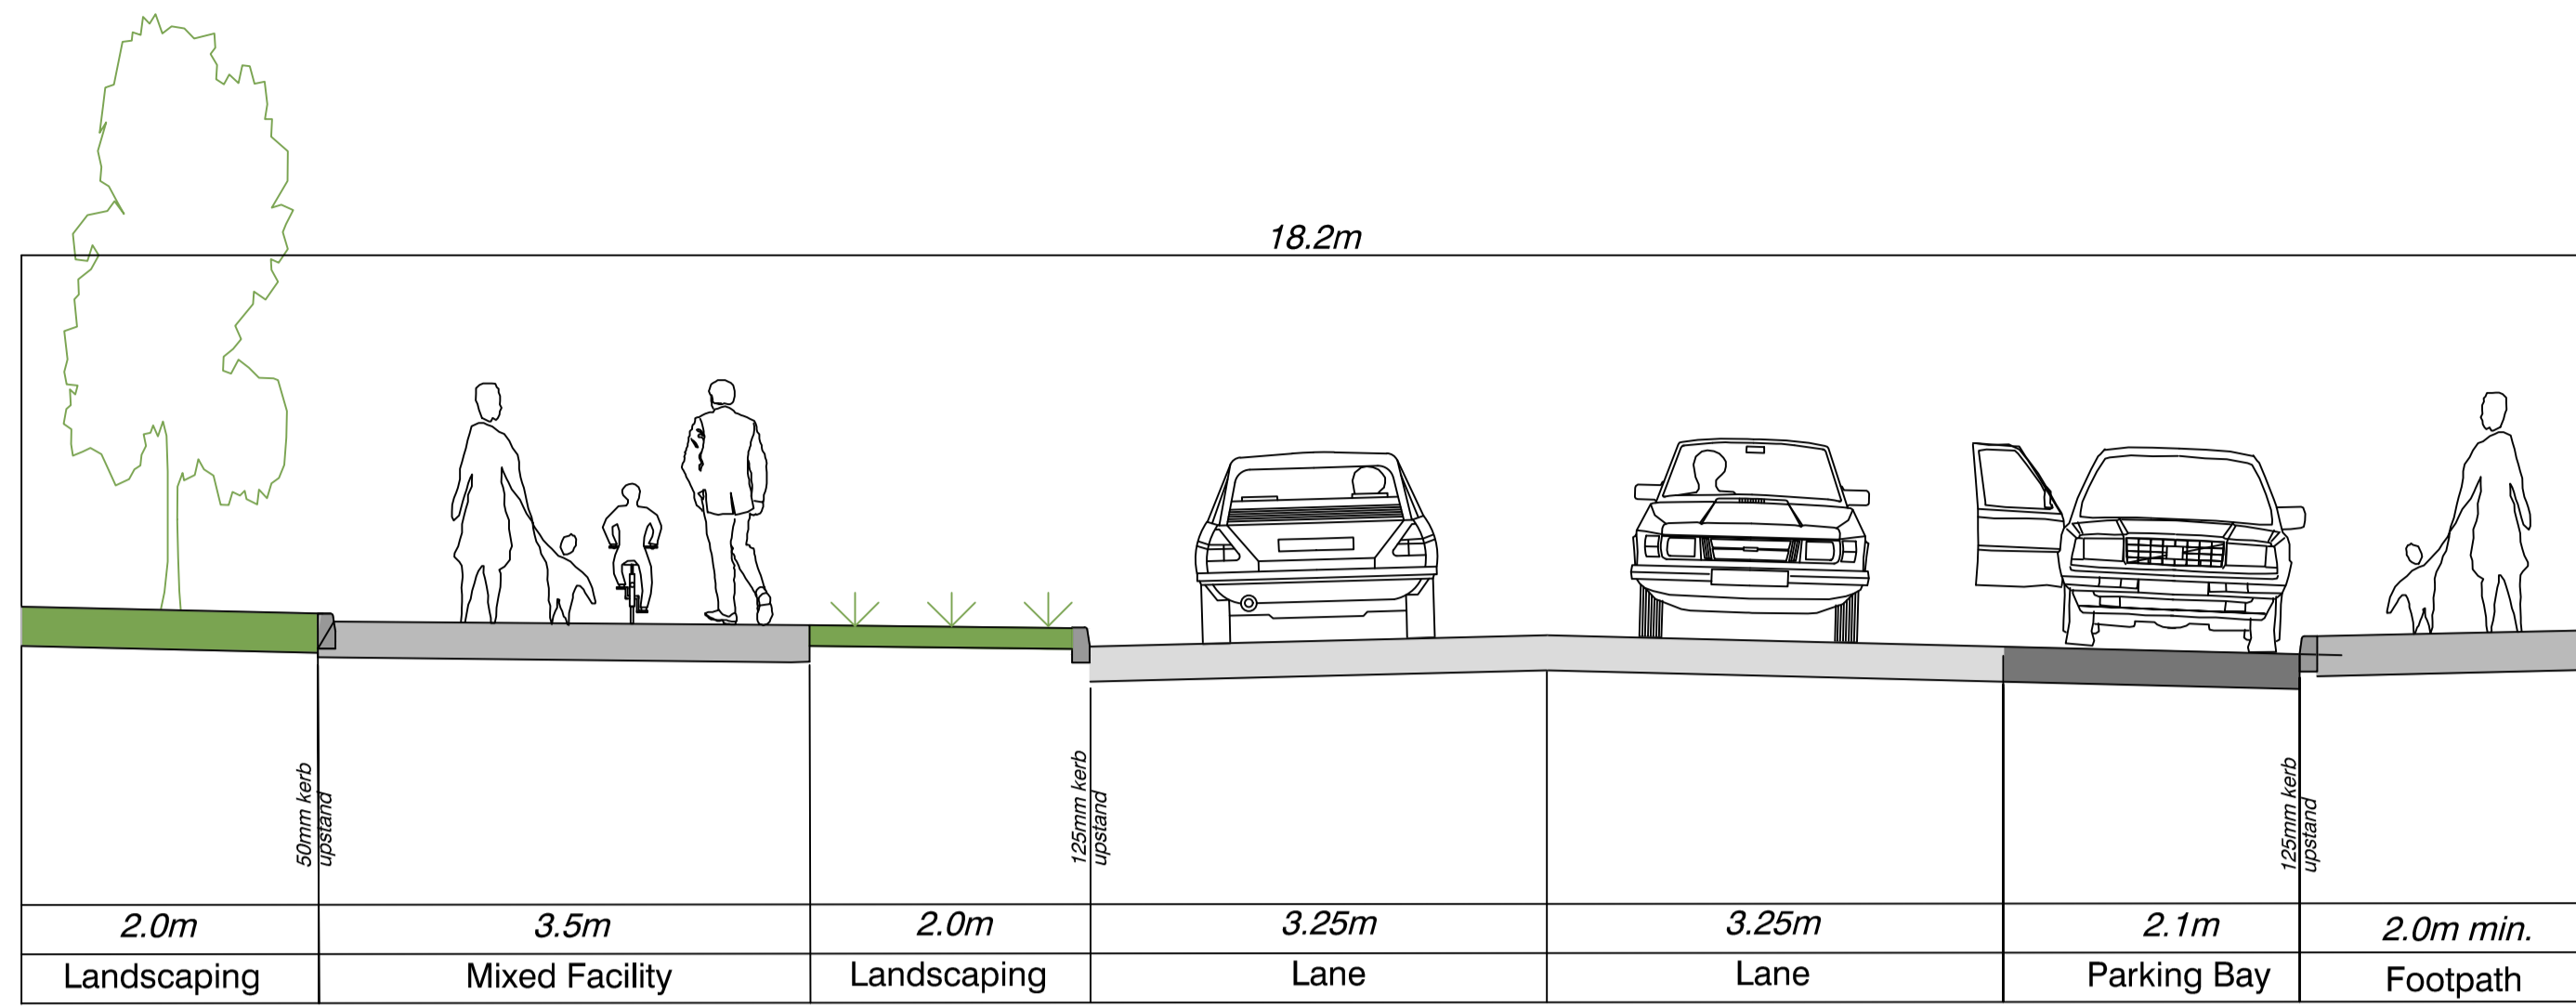 18.2m
50mm kerb
upstand
125mm kerb
upstand
125mm kerb
upstand
2.0m
3.5m
2.0m
3.25m
3.25m
2.1m
2.0m min.
Landscaping
Mixed Facility
Landscaping
Lane
Lane
Parking Bay
Footpath